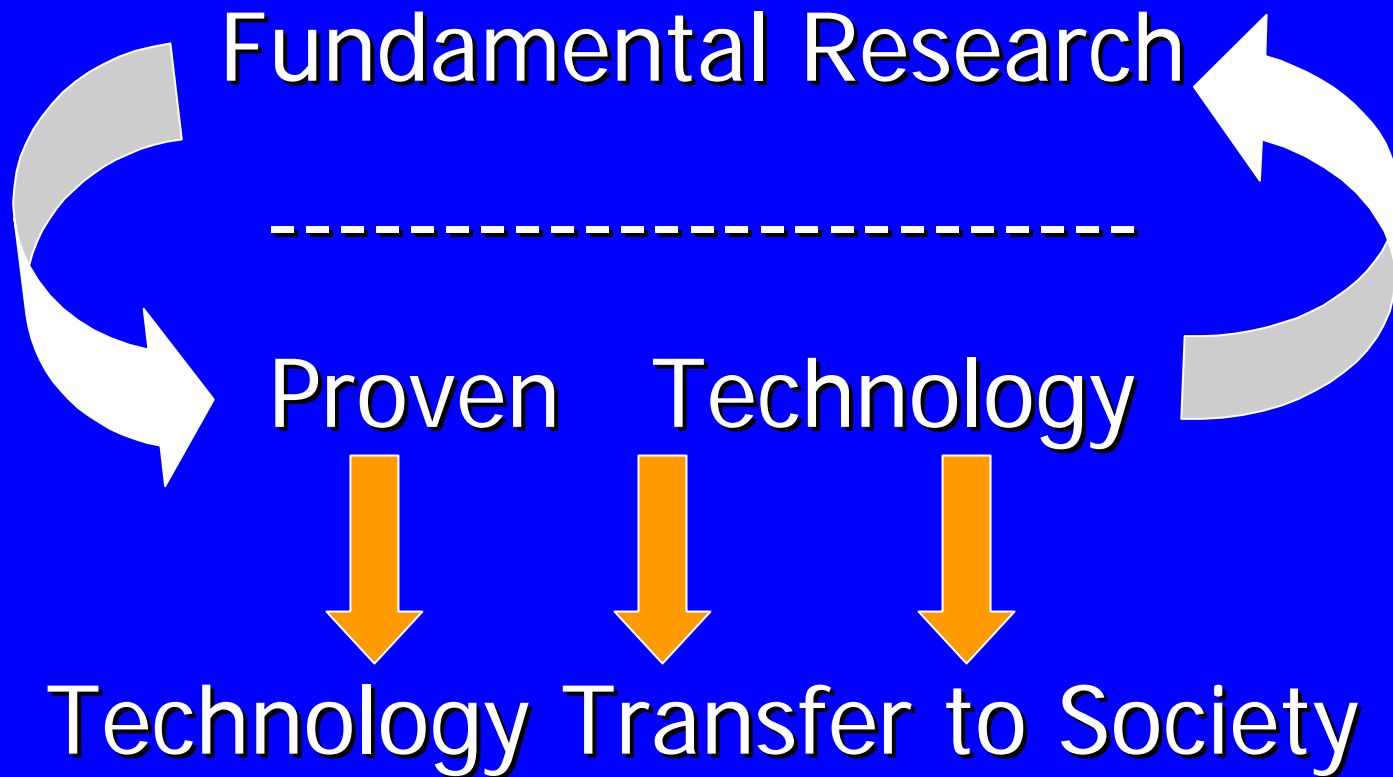 Fundamental Research
-------------------------
Proven Technology
Technology Transfer to Society